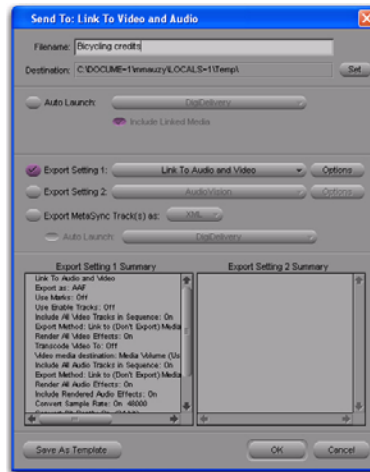 Send To: Link To Video and Audio
Filename: Bicycling credits
Destination: C:\DOCUME~1\mmauzy\LOCALS~1\Temp\ Set
Auto Launch: DigiDelivery
Include Linked Media
Export Setting 1: Link To Audio and Video Options
Export Setting 2: AudioVision Options
Export MetaSync Track(s) as: XML
Auto Launch: DigiDelivery
Export Setting 1 Summary Export Setting 2 Summary
Link To Audio and Video
Export as: AAF
Use Marks: Off
Use Enable Tracks: Off
Include All Video Tracks in Sequence: On
Export Method: Link to (Don't Export) Media
Render All Video Effects: On
Transcode Video To: Off
Video media destination: Media Volume (Us
Include All Audio Tracks in Sequence: On
Export Method: Link to (Don't Export) Media
Render All Audio Effects: On
Include Rendered Audio Effects: On
Convert Sample Rate: On 48000
Save As Template OK Cancel